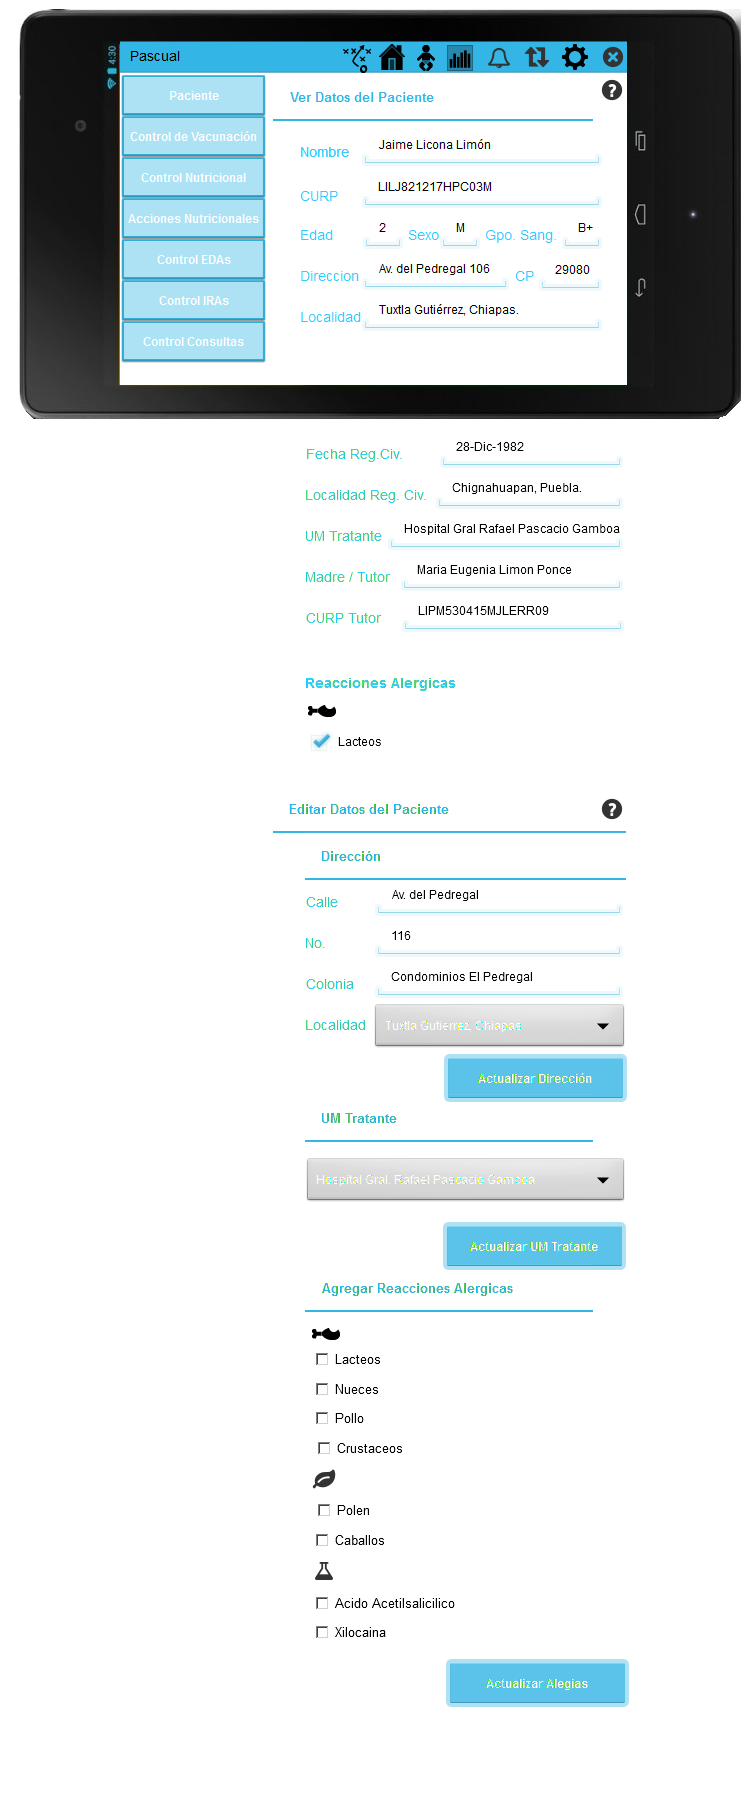 4:30
Pascual
Paciente
Control de Vacunación
Control Nutricional
Acciones Nutricionales
Control EDAs
Control IRAs
Control Consultas
Ver Datos del Paciente
?
Nombre Jaime Licona Limón
CURP LILJ821217HPC03M
Edad 2 Sexo M Gpo. Sang. B+
Direccion Av. del Pedregal 106 CP 29080
Localidad Tuxtla Gutiérrez, Chiapas.
Fecha Reg.Civ. 28-Dic-1982
Localidad Reg. Civ. Chignahuapan, Puebla.
UM Tratante Hospital Gral Rafael Pascacio Gamboa
Madre / Tutor Maria Eugenia Limon Ponce
CURP Tutor LIPM530415MJLERR09
Reacciones Alergicas
Lacteos
Editar Datos del Paciente ?
Dirección
Calle Av. del Pedregal
No. 116
Colonia Condominios El Pedregal
Localidad Tuxtla Gutierrez, Chiapas
Actualizar Dirección
UM Tratante
Hospital Gral. Rafael Pascacio Gamboa
Actualizar UM Tratante
Agregar Reacciones Alergicas
Lacteos
Nueces
Pollo
Crustaceos
Polen
Caballos
Acido Acetilsalicilico
Xilocaina
Actualizar Alegias